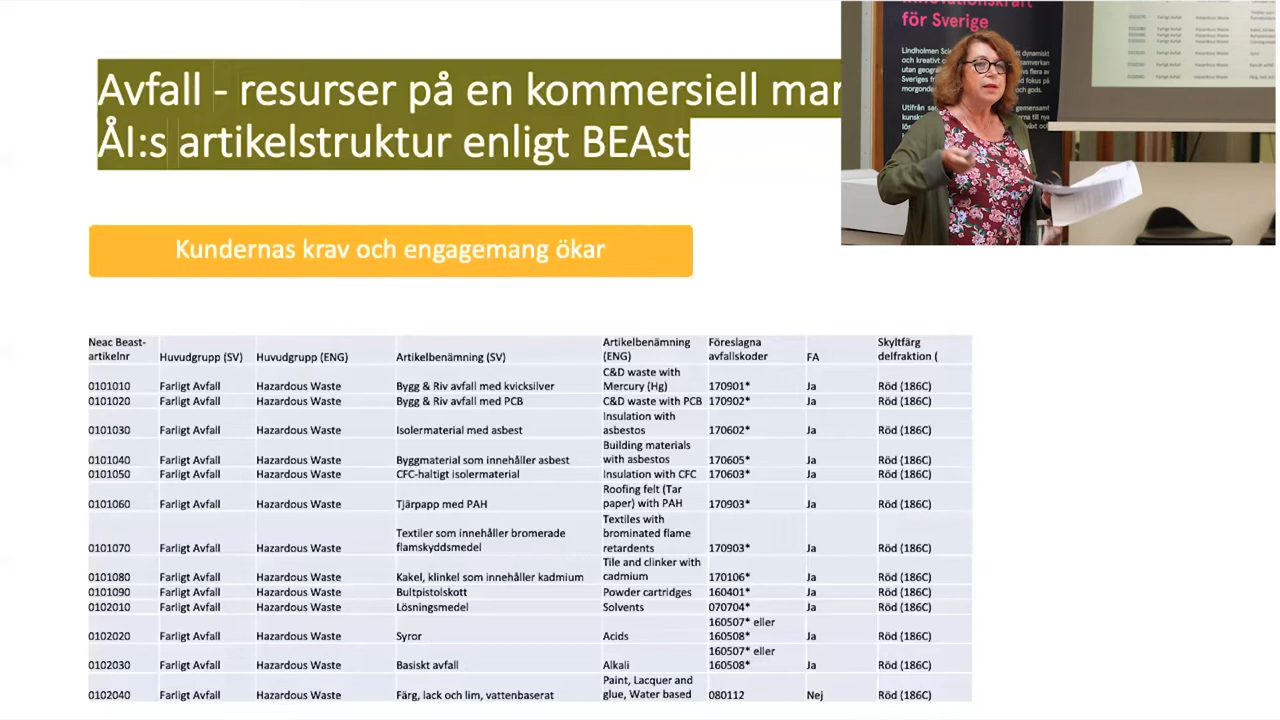 Avfall - resurser på en kommersiell
ÅI:s artikelstruktur enligt BEAst
för Sverige
Kundernas krav och engagemang ökar
Neac Beast-artikelnr Huvudgrupp (SV) Huvudgrupp (ENG) Artikelbenämning (SV) Artikelbenämning (ENG) Föreslagna avfallskoder FA Skyltfärg delfraktion (
0101010 Farligt Avfall Hazardous Waste Bygg & Riv avfall med kvicksilver C&D waste with Mercury (Hg) 170901* Ja Röd (186C)
0101020 Farligt Avfall Hazardous Waste Bygg & Riv avfall med PCB C&D waste with PCB 170902* Ja Röd (186C)
0101030 Farligt Avfall Hazardous Waste Isolermaterial med asbest Insulation with asbestos 170602* Ja Röd (186C)
0101040 Farligt Avfall Hazardous Waste Byggmaterial som innehåller asbest Building materials with asbestos 170605* Ja Röd (186C)
0101050 Farligt Avfall Hazardous Waste CFC-haltigt isolermaterial Insulation with CFC 170603* Ja Röd (186C)
0101060 Farligt Avfall Hazardous Waste Tjärpapp med PAH Roofing felt (Tar paper) with PAH 170903* Ja Röd (186C)
0101070 Farligt Avfall Hazardous Waste Textiler som innehåller bromerade flamskyddsmedel Textiles with brominated flame retardents 170903* Ja Röd (186C)
0101080 Farligt Avfall Hazardous Waste Kakel, klinkel som innehåller kadmium Tile and clinker with cadmium 170106* Ja Röd (186C)
0101090 Farligt Avfall Hazardous Waste Bultpistolskott Powder cartridges 160401* Ja Röd (186C)
0102010 Farligt Avfall Hazardous Waste Lösningsmedel Solvents 070704* Ja Röd (186C)
0102020 Farligt Avfall Hazardous Waste Syror Acids 160507* eller 160508* Ja Röd (186C)
0102030 Farligt Avfall Hazardous Waste Basiskt avfall Alkali 160507* eller 160508* Ja Röd (186C)
0102040 Farligt Avfall Hazardous Waste Färg, lack och lim, vattenbaserat Paint, Lacquer and glue, Water based 080112 Nej Röd (186C)